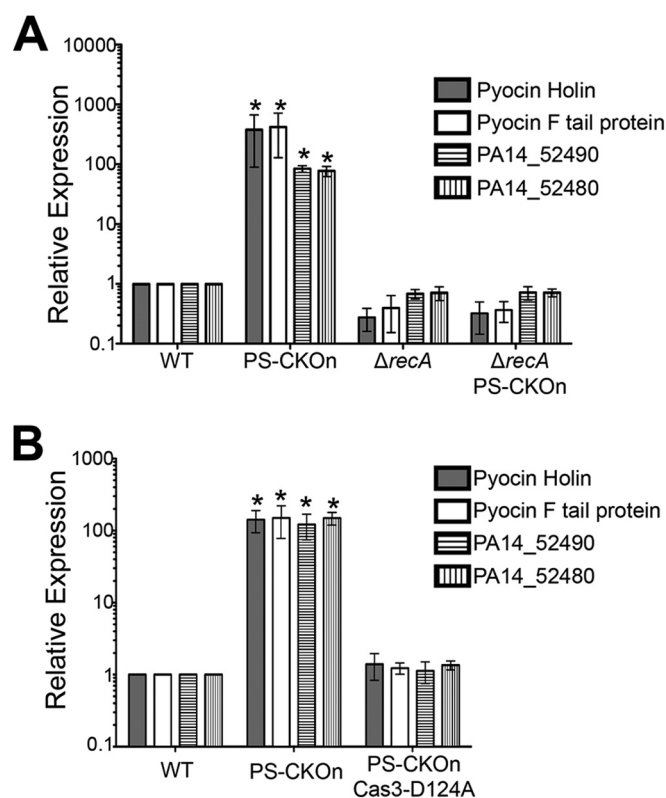 A
10000
1000
100
10
1
0.1
Relative Expression
* * * *
Pyocin Holin
Pyocin F tail protein
PA14_52490
PA14_52480
WT
PS-CKOn
ΔrecA
ΔrecA
PS-CKOn
B
1000
100
10
1
0.1
Relative Expression
* * * *
Pyocin Holin
Pyocin F tail protein
PA14_52490
PA14_52480
WT
PS-CKOn
PS-CKOn
Cas3-D124A